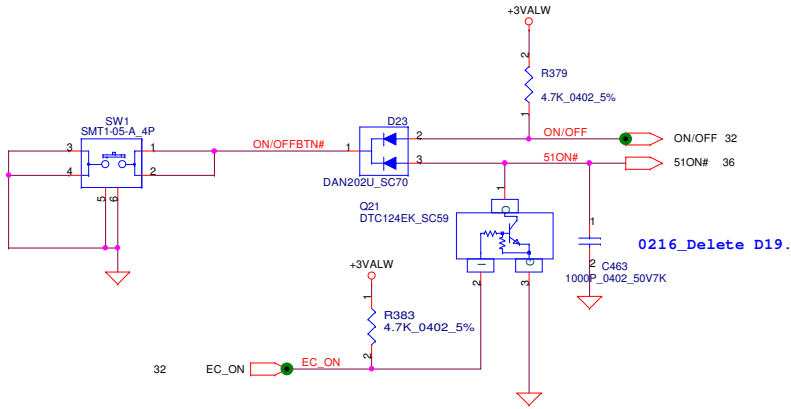 +3VALW
2
R379
4.7K_0402_5%
1
SW1
SMT1-05-A_4P
3
1
4
2
5
6
ON/OFFBTN#
D23
1
2
3
DAN202U_SC70
ON/OFF
ON/OFF 32
51ON#
51ON# 36
Q21
DTC124EK_SC59
1
O
I
G
2
3
1
2
C463
1000P_0402_50V7K
0216_Delete D19.
+3VALW
1
R383
4.7K_0402_5%
2
32
EC_ON
EC_ON